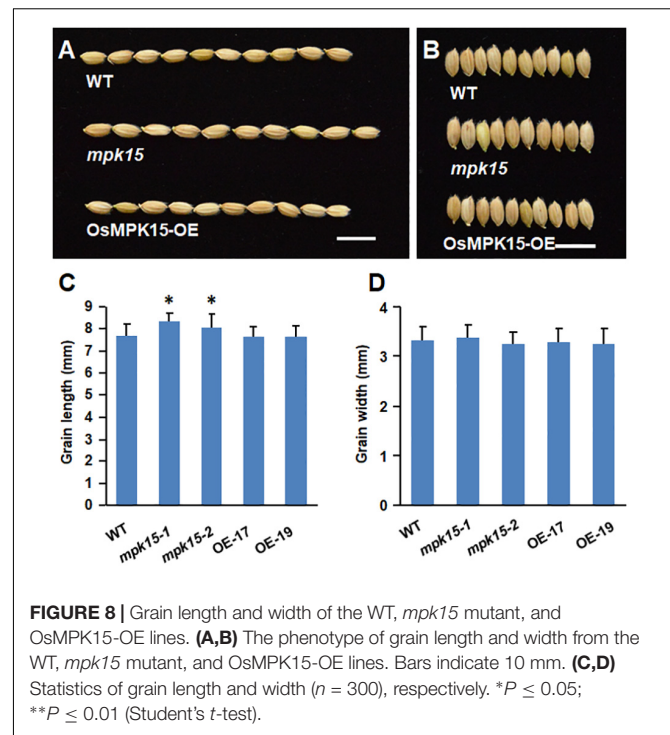 A
WT
mpk15
OsMPK15-OE
B
WT
mpk15
OsMPK15-OE
C
Grain length (mm)
9
8
7
6
5
4
3
2
1
0
* *
WT mpk15-1 mpk15-2 OE-17 OE-19
D
Grain width (mm)
4
3
2
1
0
WT mpk15-1 mpk15-2 OE-17 OE-19
FIGURE 8 | Grain length and width of the WT, mpk15 mutant, and
OsMPK15-OE lines. (A,B) The phenotype of grain length and width from the
WT, mpk15 mutant, and OsMPK15-OE lines. Bars indicate 10 mm. (C,D)
Statistics of grain length and width (n = 300), respectively. *P ≤ 0.05;
**P ≤ 0.01 (Student's t-test).